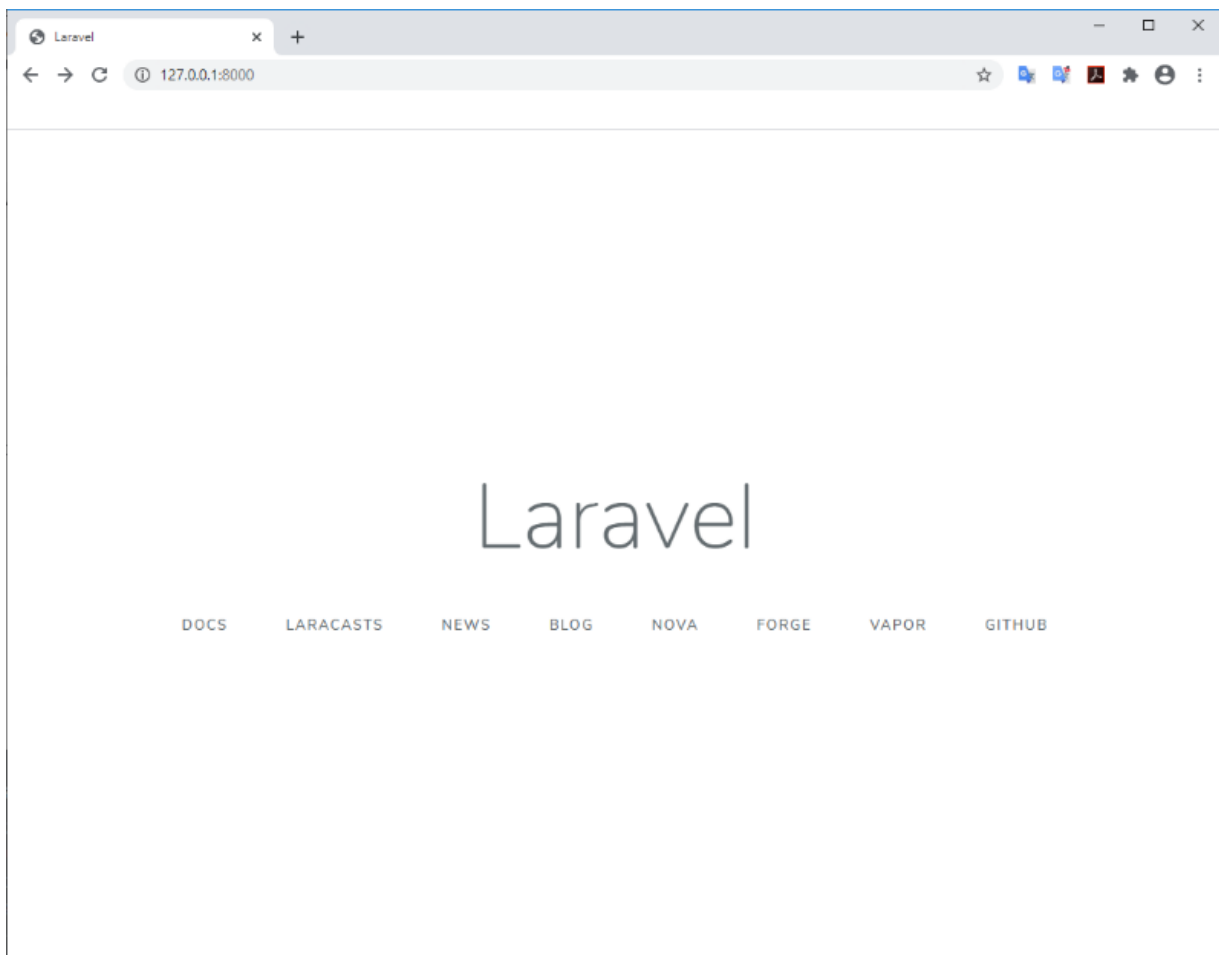 Laravel
127.0.0.1:8000
Laravel
DOCS LARACASTS NEWS BLOG NOVA FORGE VAPOR GITHUB